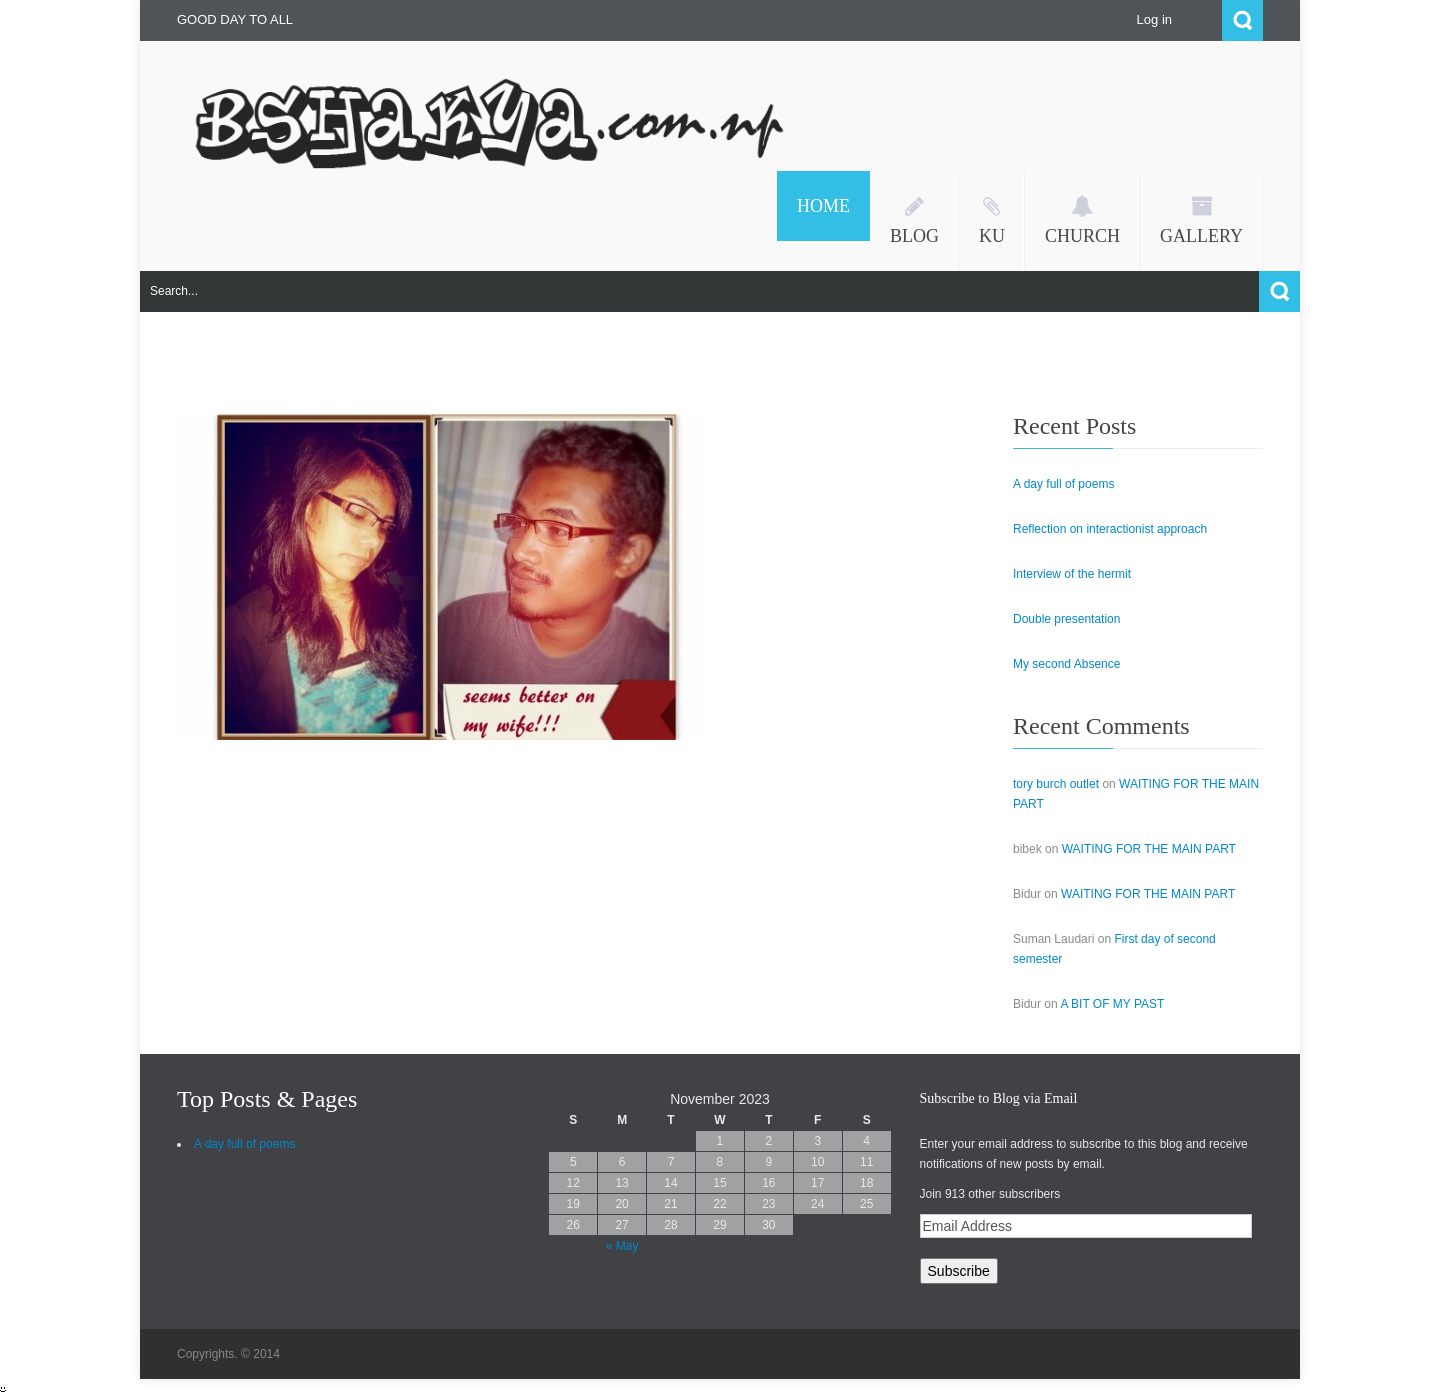 GOOD DAY TO ALL
Log in
BSHAKYA.com.np
HOME
BLOG
KU
CHURCH
GALLERY
Search...
seems better on
my wife!!!
Recent Posts
A day full of poems
Reflection on interactionist approach
Interview of the hermit
Double presentation
My second Absence
Recent Comments
tory burch outlet on WAITING FOR THE MAIN
PART
bibek on WAITING FOR THE MAIN PART
Bidur on WAITING FOR THE MAIN PART
Suman Laudari on First day of second
semester
Bidur on A BIT OF MY PAST
Top Posts & Pages
A day full of poems
November 2023
S M T W T F S
1 2 3 4
5 6 7 8 9 10 11
12 13 14 15 16 17 18
19 20 21 22 23 24 25
26 27 28 29 30
« May
Subscribe to Blog via Email
Enter your email address to subscribe to this blog and receive
notifications of new posts by email.
Join 913 other subscribers
Email Address
Subscribe
Copyrights. © 2014